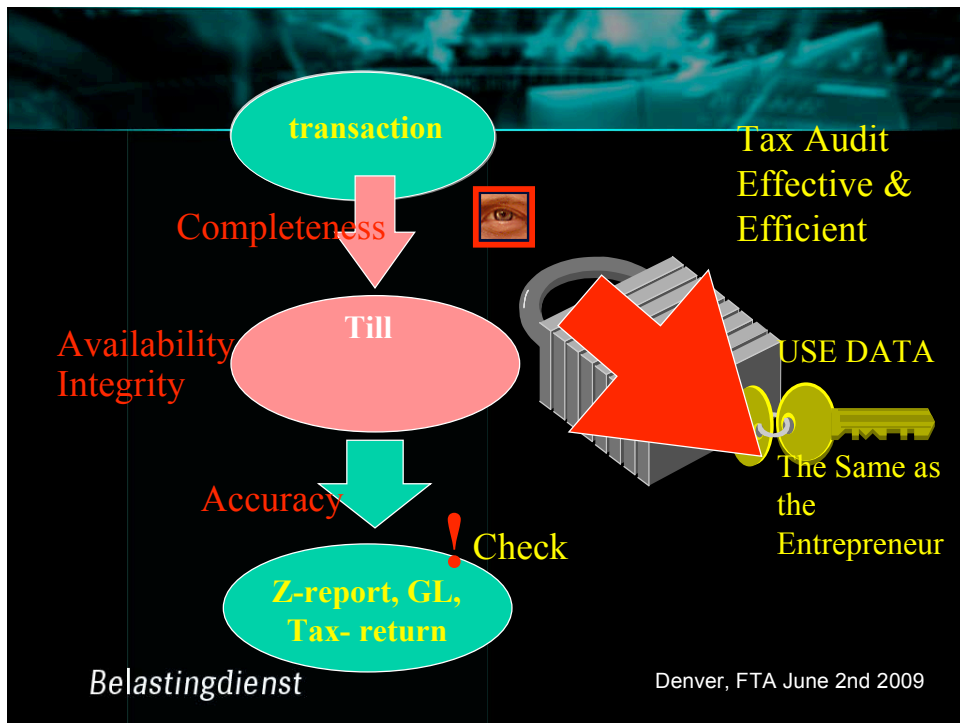 transaction
Tax Audit
Effective &
Efficient
Completeness
Till
Availability
Integrity
USE DATA
The Same as
the
Entrepreneur
Accuracy
!
Check
Z-report, GL,
Tax- return
Belastingdienst
Denver, FTA June 2nd 2009